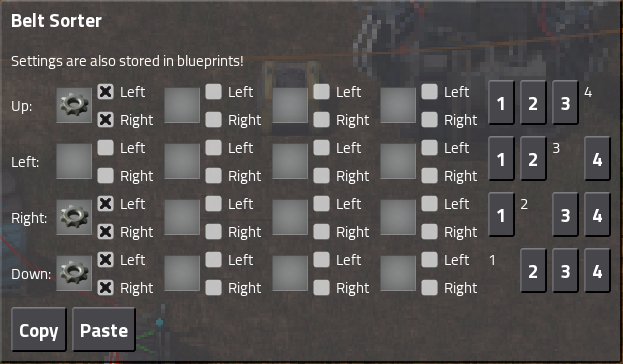 Belt Sorter
Settings are also stored in blueprints!
Up: Left Left Left Left 1 2 3 4
Right Right Right Right
Left: Left Left Left Left 1 2 3 4
Right Right Right Right
Right: Left Left Left Left 1 2 3 4
Right Right Right Right
Down: Left Left Left Left 1 2 3 4
Right Right Right Right
Copy Paste